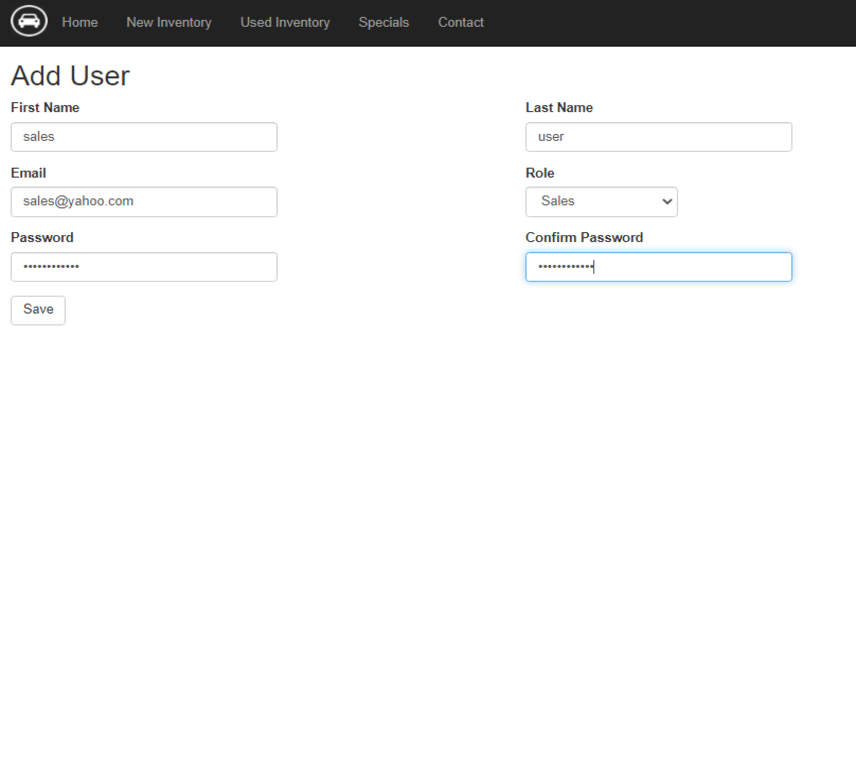 Home New Inventory Used Inventory Specials Contact
Add User
First Name Last Name
sales user
Email Role
sales@yahoo.com Sales
Password Confirm Password
•••••••••••• ••••••••••••
Save